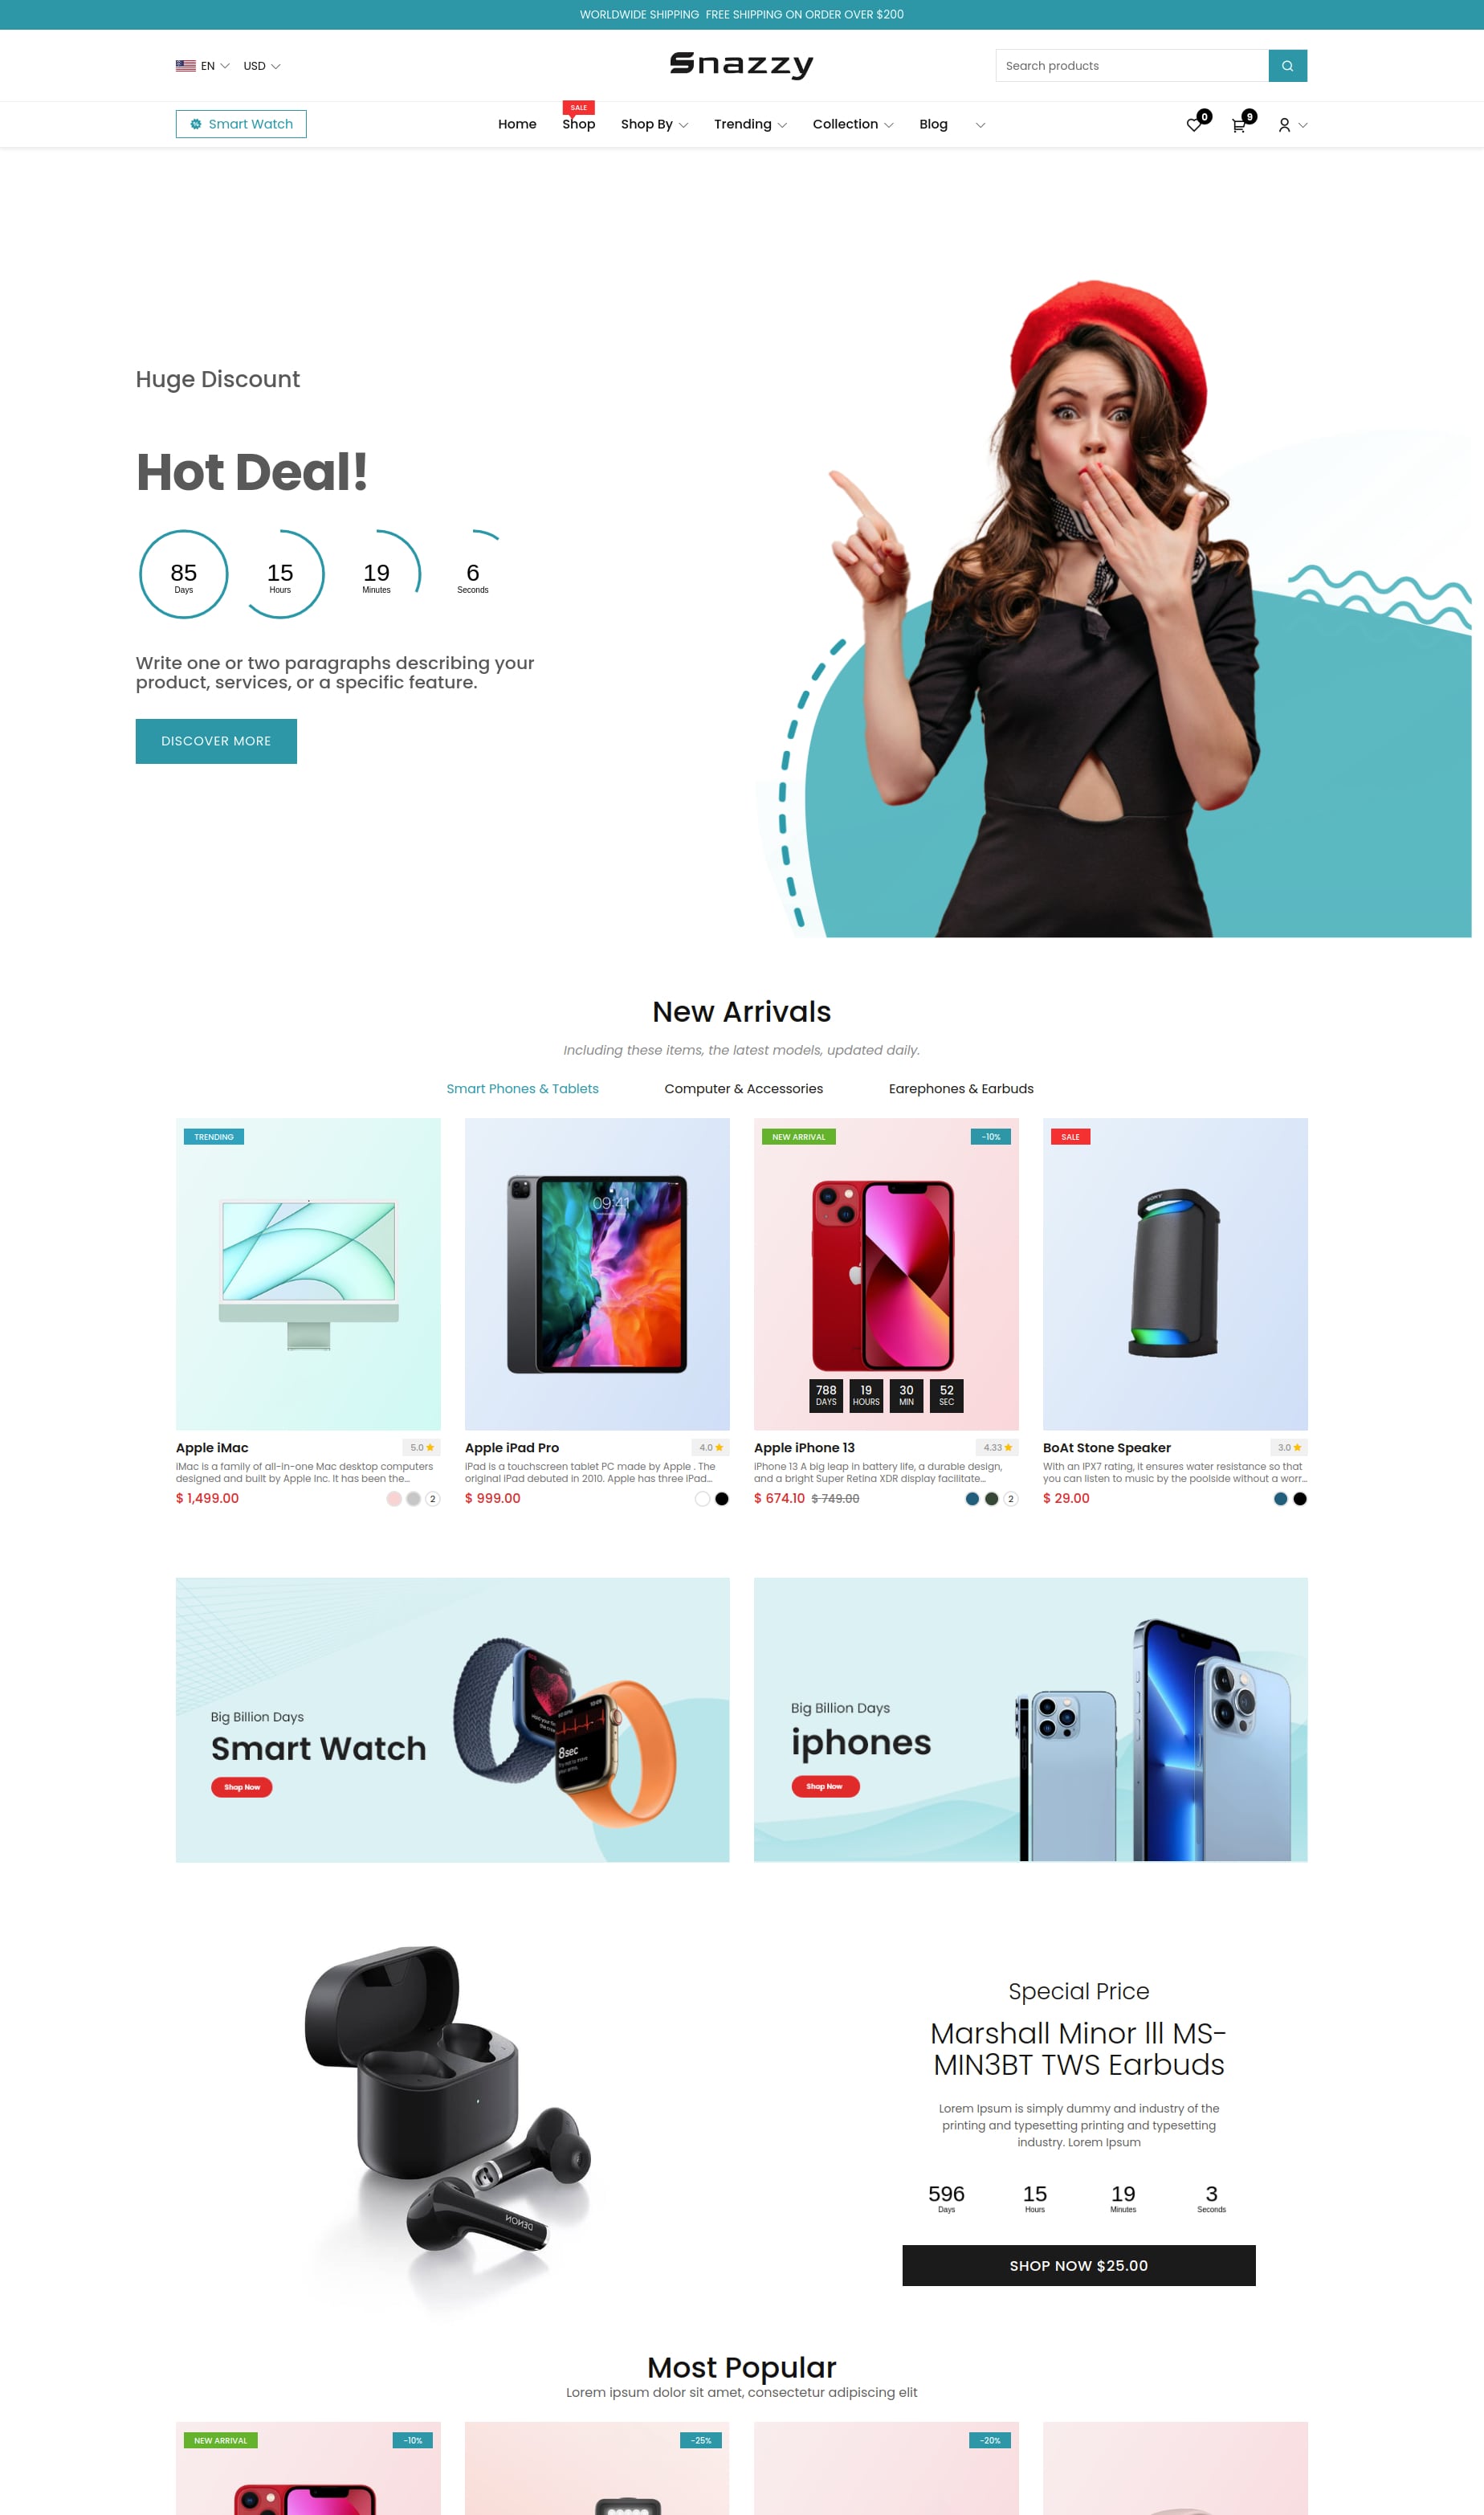 WORLDWIDE SHIPPING  FREE SHIPPING ON ORDER OVER $200
EN
USD
Snazzy
Search products
Smart Watch
Home
SALE
Shop
Shop By
Trending
Collection
Blog
0
9
Huge Discount
Hot Deal!
85
Days
15
Hours
19
Minutes
6
Seconds
Write one or two paragraphs describing your
product, services, or a specific feature.
DISCOVER MORE
New Arrivals
Including these items, the latest models, updated daily.
Smart Phones & Tablets
Computer & Accessories
Earephones & Earbuds
TRENDING
Apple iMac
5.0
iMac is a family of all-in-one Mac desktop computers
designed and built by Apple Inc. It has been the...
$ 1,499.00
2
09:41
Apple iPad Pro
4.0
iPad is a touchscreen tablet PC made by Apple . The
original iPad debuted in 2010. Apple has three iPad...
$ 999.00
NEW ARRIVAL
-10%
788
DAYS
19
HOURS
30
MIN
52
SEC
Apple iPhone 13
4.33
iPhone 13 A big leap in battery life, a durable design,
and a bright Super Retina XDR display facilitate...
$ 674.10 $ 749.00
2
SALE
SONY
BoAt Stone Speaker
3.0
With an IPX7 rating, it ensures water resistance so that
you can listen to music by the poolside without a worr...
$ 29.00
Big Billion Days
Smart Watch
Shop Now
8sec
Big Billion Days
iphones
Shop Now
DENON
Special Price
Marshall Minor lll MS-
MIN3BT TWS Earbuds
Lorem Ipsum is simply dummy and industry of the
printing and typesetting printing and typesetting
industry. Lorem Ipsum
596
Days
15
Hours
19
Minutes
3
Seconds
SHOP NOW $25.00
Most Popular
Lorem ipsum dolor sit amet, consectetur adipiscing elit
NEW ARRIVAL
-10%
-25%
-20%